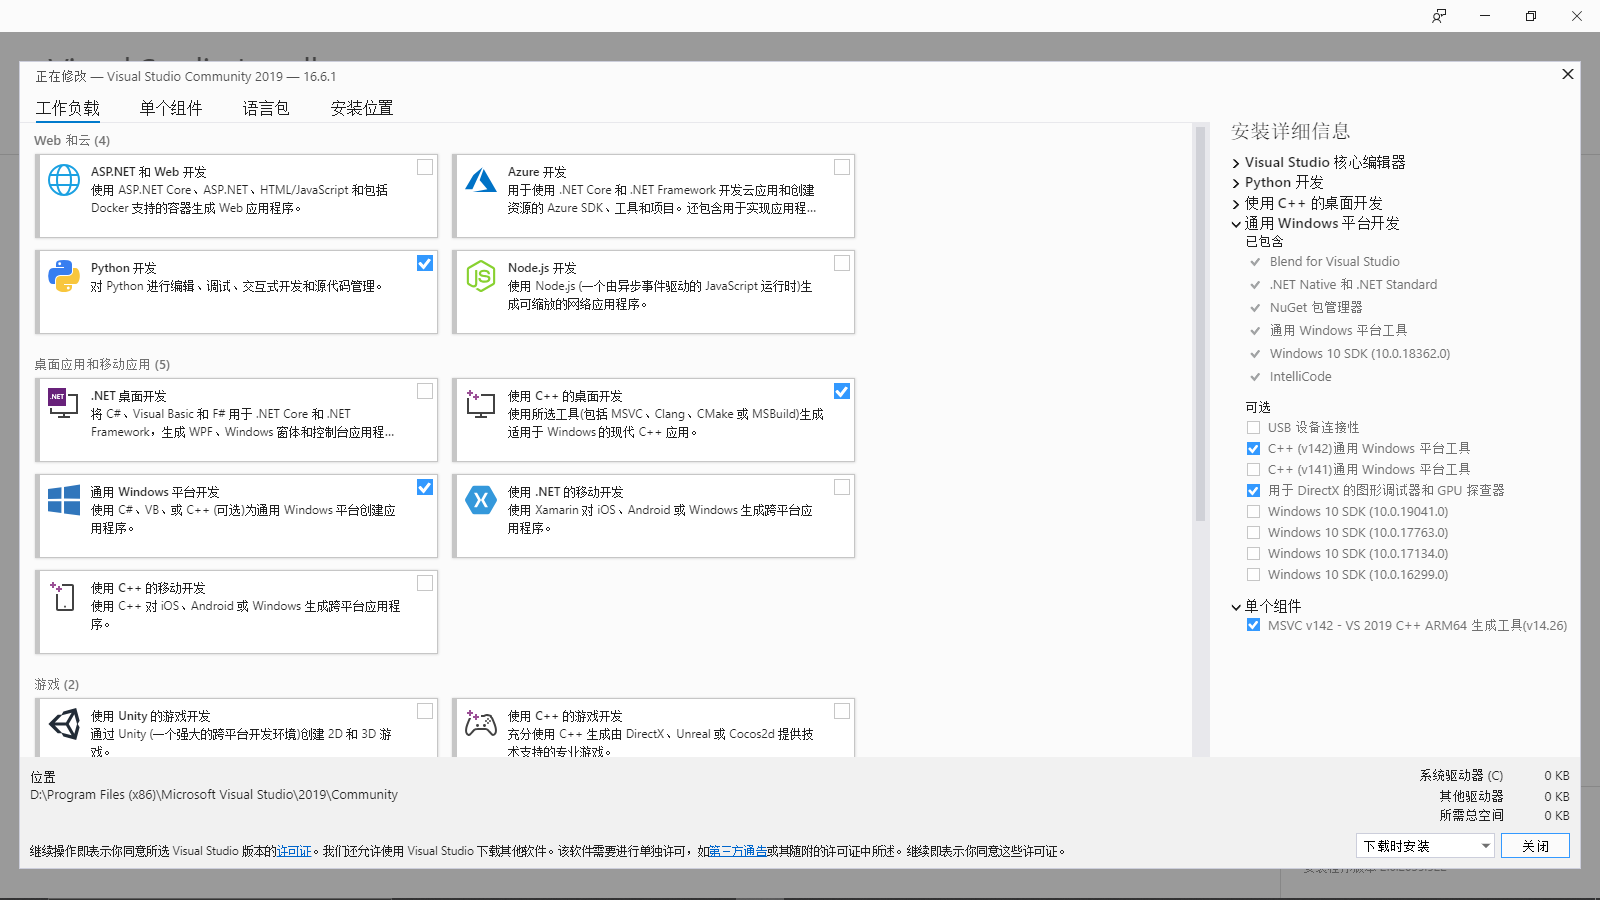 正在修改 — Visual Studio Community 2019 — 16.6.1
工作负载 单个组件 语言包 安装位置
Web 和云 (4)
ASP.NET 和 Web 开发
使用 ASP.NET Core、ASP.NET、HTML/JavaScript 和包括
Docker 支持的容器生成 Web 应用程序。
Azure 开发
用于使用 .NET Core 和 .NET Framework 开发云应用和创建
资源的 Azure SDK、工具和项目。还包含用于实现应用程...
Python 开发
对 Python 进行编辑、调试、交互式开发和源代码管理。
Node.js 开发
使用 Node.js (一个由异步事件驱动的 JavaScript 运行时)生
成可缩放的网络应用程序。
桌面应用和移动应用 (5)
.NET
.NET 桌面开发
将 C#、Visual Basic 和 F# 用于 .NET Core 和 .NET
Framework，生成 WPF、Windows 窗体和控制台应用程...
使用 C++ 的桌面开发
使用所选工具(包括 MSVC、Clang、CMake 或 MSBuild)生成
适用于 Windows 的现代 C++ 应用。
通用 Windows 平台开发
使用 C#、VB、或 C++ (可选)为通用 Windows 平台创建应
用程序。
使用 .NET 的移动开发
使用 Xamarin 对 iOS、Android 或 Windows 生成跨平台应
用程序。
使用 C++ 的移动开发
使用 C++ 对 iOS、Android 或 Windows 生成跨平台应用程
序。
游戏 (2)
使用 Unity 的游戏开发
通过 Unity (一个强大的跨平台开发环境)创建 2D 和 3D 游
戏。
使用 C++ 的游戏开发
充分使用 C++ 生成由 DirectX、Unreal 或 Cocos2d 提供技
术支持的专业游戏。
安装详细信息
Visual Studio 核心编辑器
Python 开发
使用 C++ 的桌面开发
通用 Windows 平台开发
已包含
Blend for Visual Studio
.NET Native 和 .NET Standard
NuGet 包管理器
通用 Windows 平台工具
Windows 10 SDK (10.0.18362.0)
IntelliCode
可选
USB 设备连接性
C++ (v142)通用 Windows 平台工具
C++ (v141)通用 Windows 平台工具
用于 DirectX 的图形调试器和 GPU 探查器
Windows 10 SDK (10.0.19041.0)
Windows 10 SDK (10.0.17763.0)
Windows 10 SDK (10.0.17134.0)
Windows 10 SDK (10.0.16299.0)
单个组件
MSVC v142 - VS 2019 C++ ARM64 生成工具(v14.26)
位置
D:\Program Files (x86)\Microsoft Visual Studio\2019\Community
系统驱动器 (C) 0 KB
其他驱动器 0 KB
所需总空间 0 KB
继续操作即表示你同意所选 Visual Studio 版本的许可证。我们还允许使用 Visual Studio 下载其他软件。该软件需要进行单独许可，如第三方通告或其随附的许可证中所述。继续即表示你同意这些许可证。
下载时安装 关闭